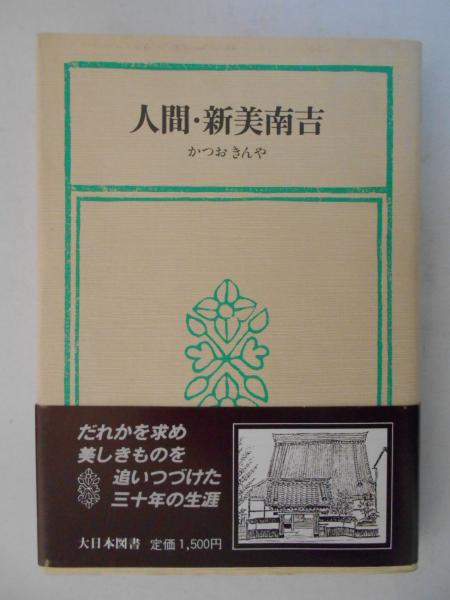 人間・新美南吉
かつおきんや
だれかを求め
美しきものを
追いつづけた
三十年の生涯
大日本図書 定価1,500円